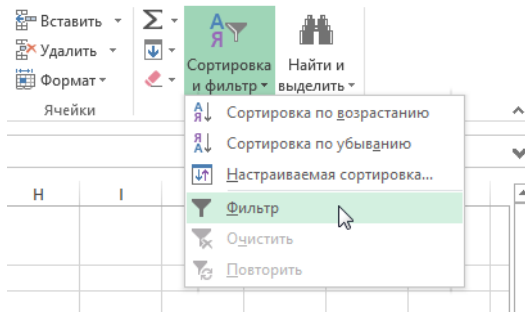 Вставить
Удалить
Формат
Ячейки
Σ
А
Я
Сортировка
и фильтр
Найти и
выделить
Сортировка по возрастанию
Сортировка по убыванию
Настраиваемая сортировка...
Фильтр
Очистить
Повторить
H I